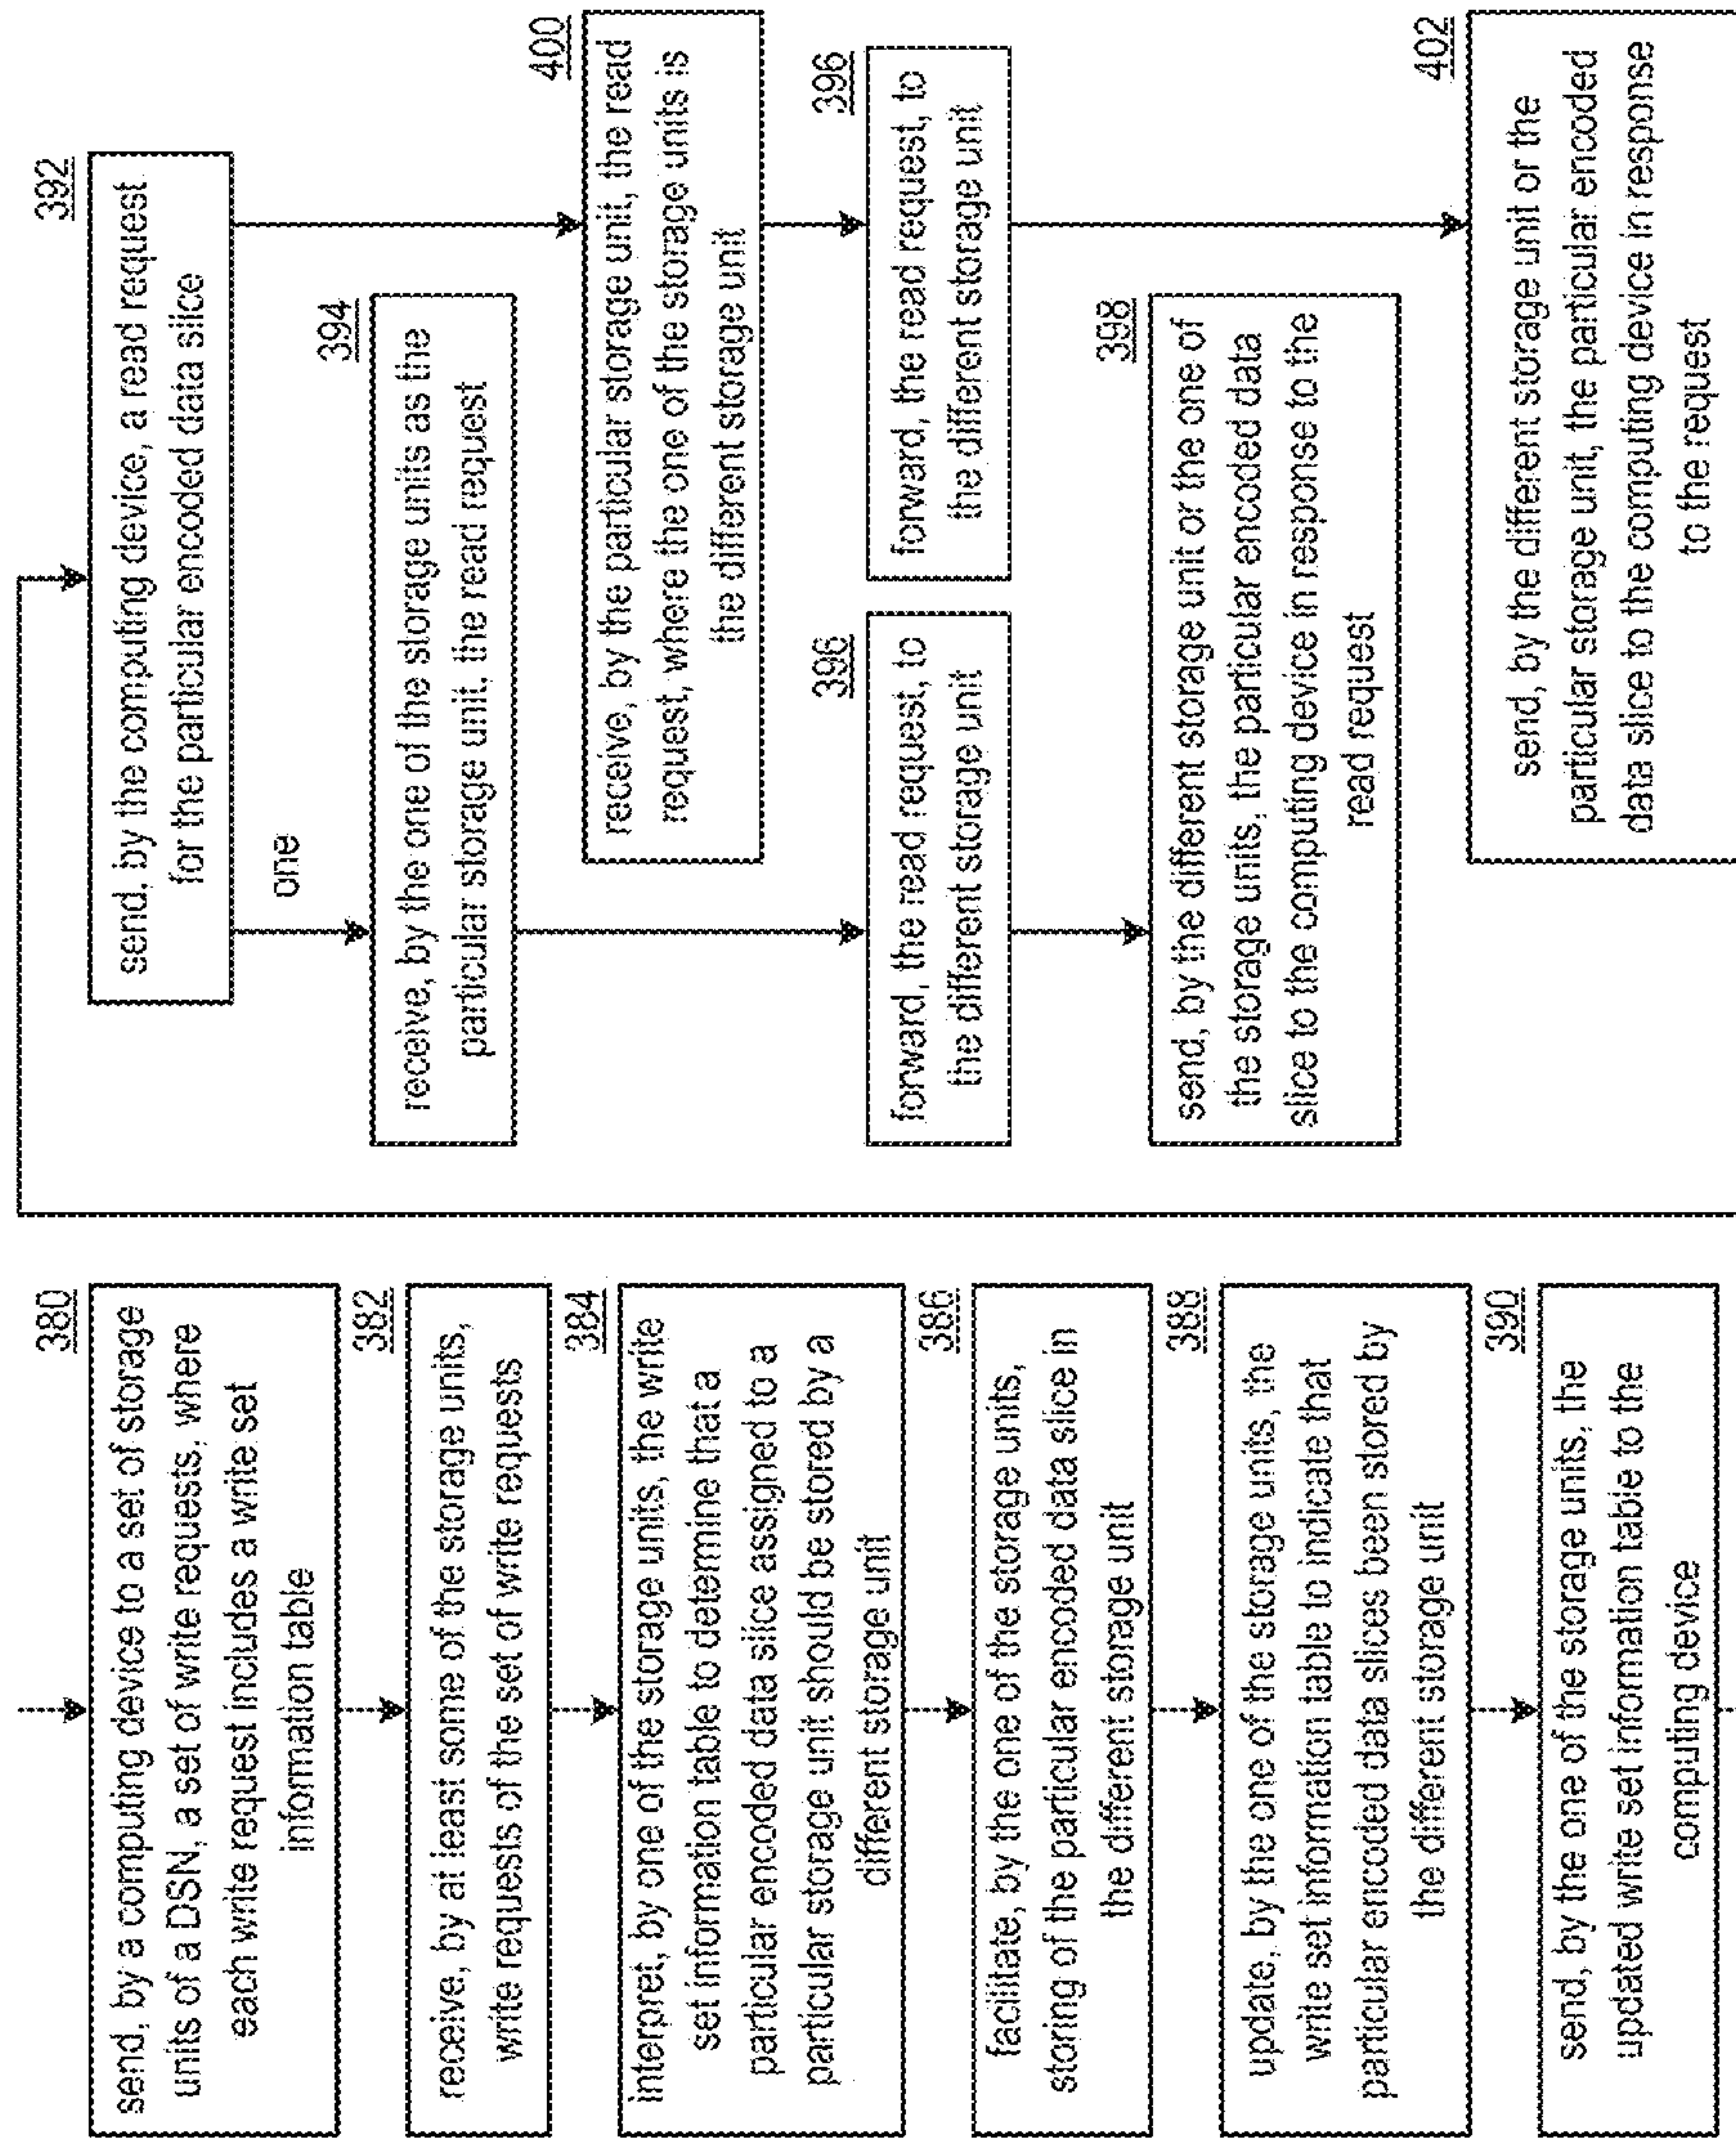 380
send, by a computing device to a set of storage
units of a DSN, a set of write requests, where
each write request includes a write set
information table
382
receive, by at least some of the storage units,
write requests of the set of write requests
384
interpret, by one of the storage units, the write
set information table to determine that a
particular encoded data slice assigned to a
particular storage unit should be stored by a
different storage unit
386
facilitate, by the one of the storage units,
storing of the particular encoded data slice in
the different storage unit
388
update, by the one of the storage units, the
write set information table to indicate that
particular encoded data slices been stored by
the different storage unit
390
send, by the one of the storage units, the
updated write set information table to the
computing device
392
send, by the computing device, a read request
for the particular encoded data slice
one
394
receive, by the one of the storage units as the
particular storage unit, the read request
396
forward, the read request, to
the different storage unit
398
send, by the different storage unit or the one of
the storage units, the particular encoded data
slice to the computing device in response to the
read request
400
receive, by the particular storage unit, the read
request, where the one of the storage units is
the different storage unit
396
forward, the read request, to
the different storage unit
402
send, by the different storage unit or the
particular storage unit, the particular encoded
data slice to the computing device in response
to the request